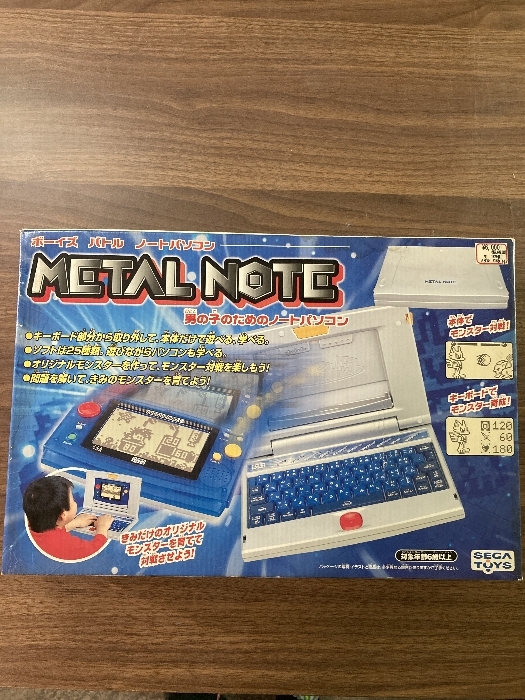 ボーイズ バトル ノートパソコン
METAL NOTE
男の子のためのノートパソコン
●キーボード部分から取り外して、本体だけで遊べる、学べる。
●ソフトは25種類。遊びながらパソコンも学べる。
●オリジナルモンスターを作って、モンスター対戦を楽しもう!
●問題を解いて、きみのモンスターを育てよう!
METAL NOTE
本体で
モンスター対戦!
キーボードで
モンスター育成!
120
60
180
きみだけのオリジナル
モンスターを育てて
対戦させよう!
対象年齢6歳以上
SEGA
TOYS